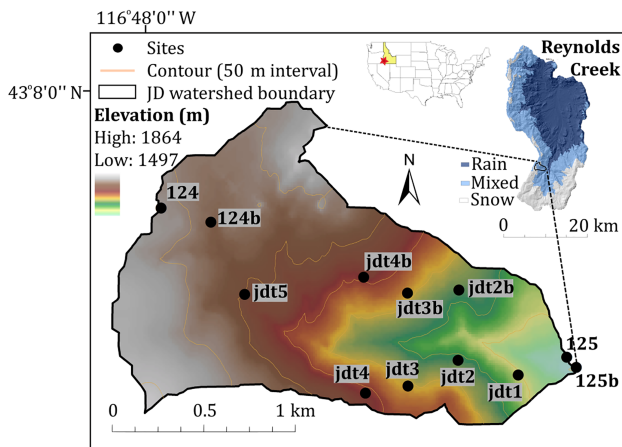 116°48'0'' W
43°8'0'' N
Sites
Contour (50 m interval)
JD watershed boundary
Elevation (m)
High: 1864
Low: 1497
Reynolds
Creek
Rain
Mixed
Snow
0 20 km
N
124
124b
jdt5
jdt4b
jdt3b
jdt2b
125
125b
jdt4
jdt3
jdt2
jdt1
0 0.5 1 km